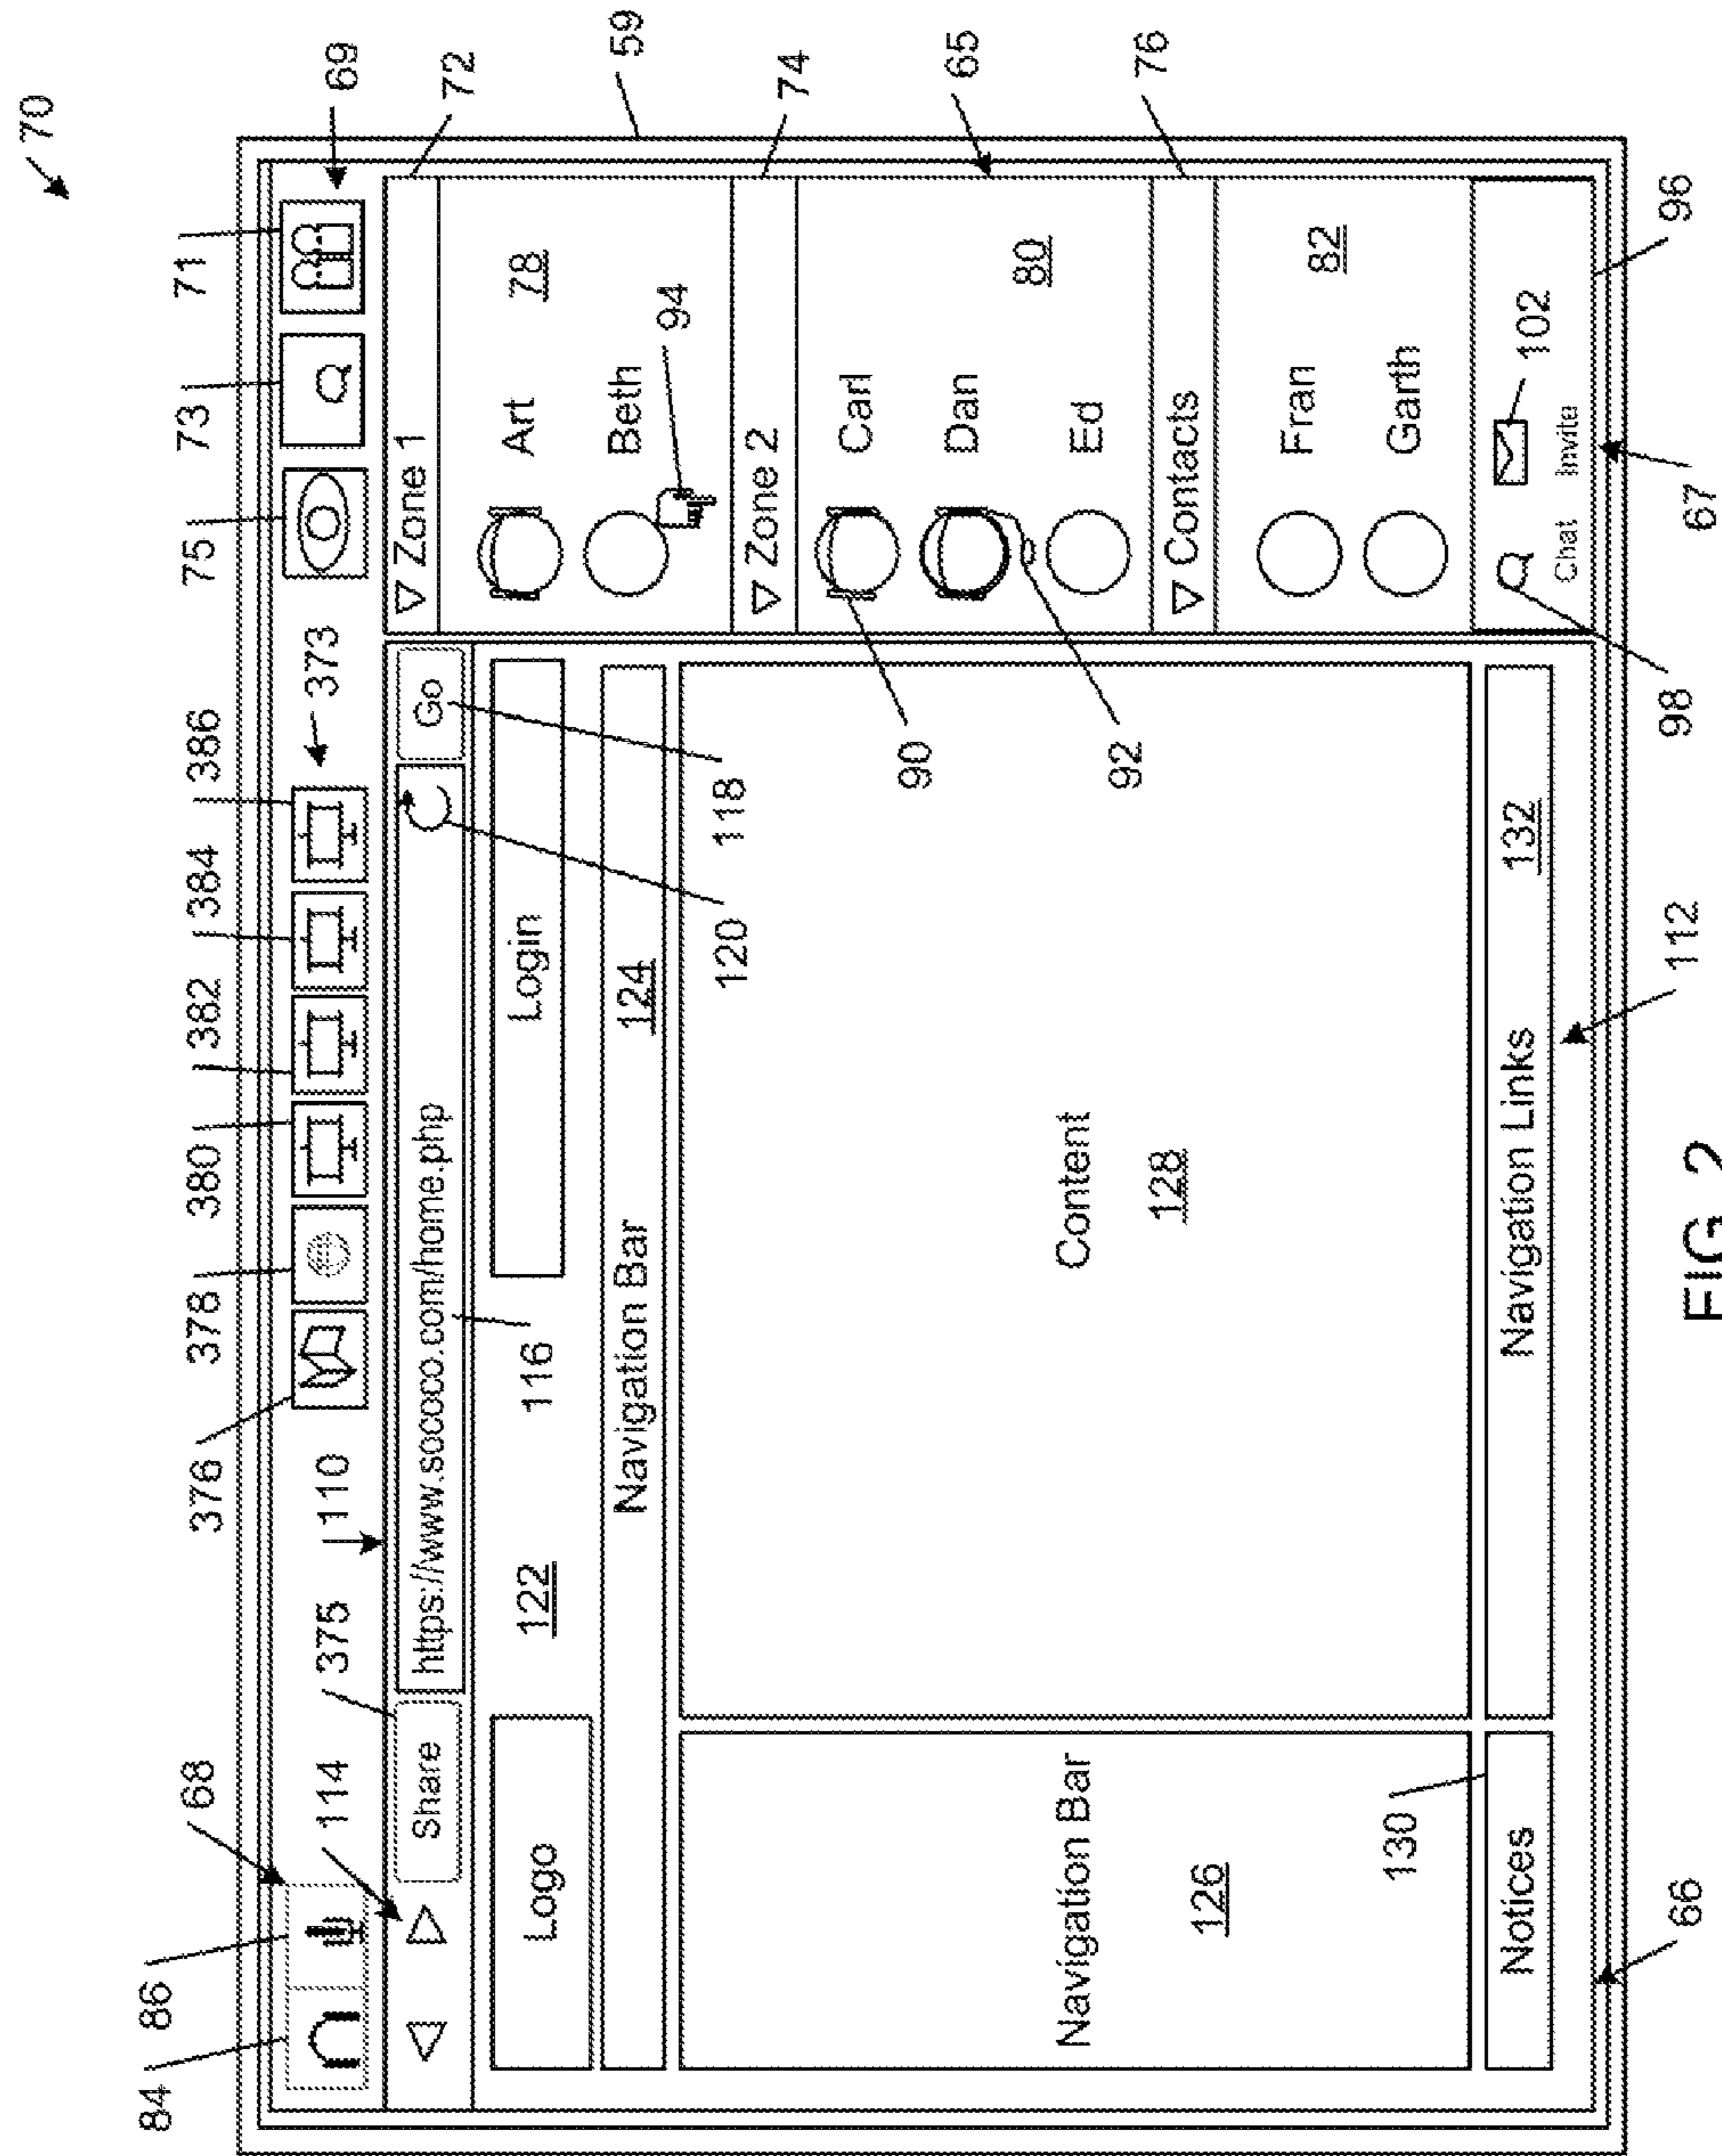 70
71
73
75
386
384
382
380
378
376
68
86
84
69
373
110
375
114
72
59
▽ Zone 1
Go
https://www.sococo.com/home.php
Share
Art
78
Beth
94
Login
116
122
Logo
74
▽ Zone 2
124
Navigation Bar
118
120
Carl
Dan
80
65
Ed
90
92
76
▽ Contacts
Content
128
Navigation Bar
126
Fran
82
Garth
130
102
Chat
Invite
132
Navigation Links
Notices
96
67
98
112
66
FIG. 2